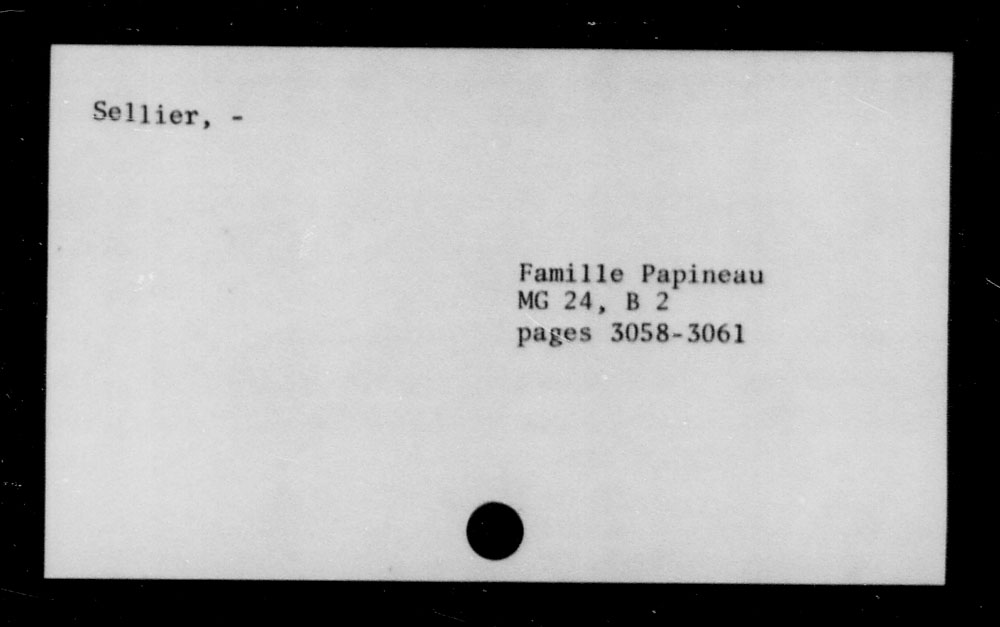 Sellier, -
Famille Papineau
MG 24, B 2
pages 3058-3061